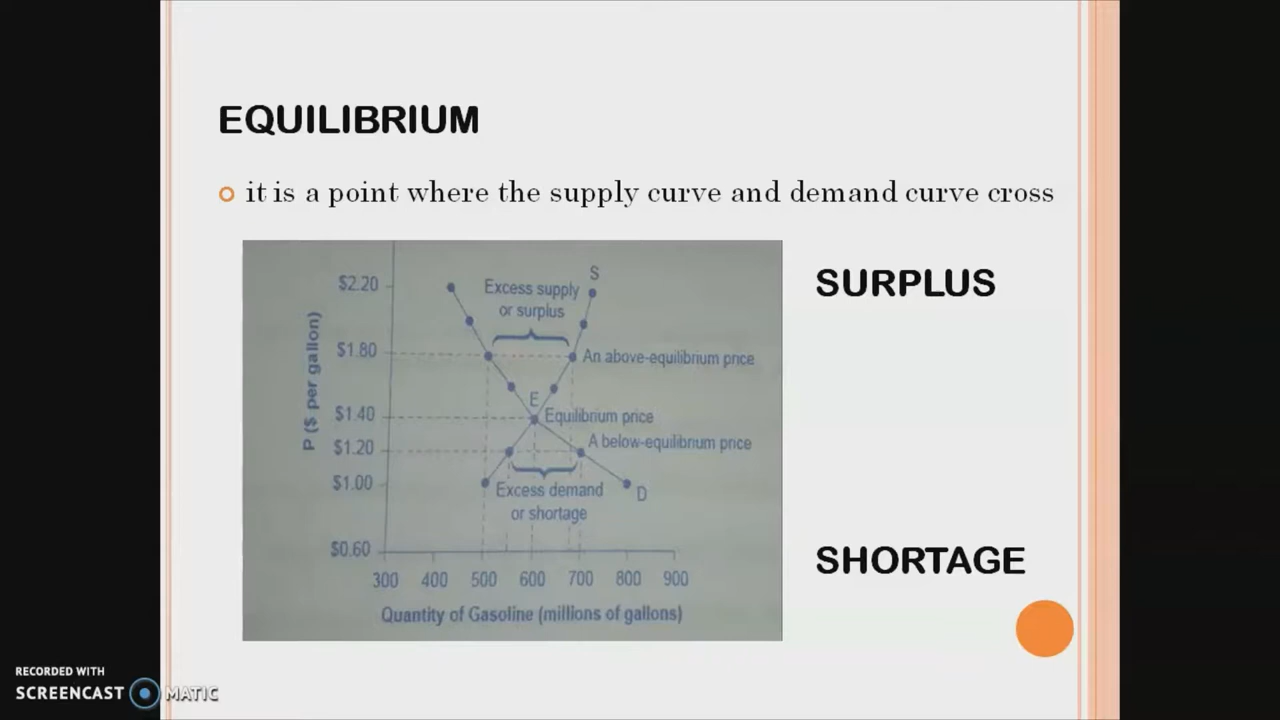 EQUILIBRIUM
it is a point where the supply curve and demand curve cross
SURPLUS
SHORTAGE
P ($ per gallon)
$2.20
$1.80
$1.40
$1.20
$1.00
$0.60
S
Excess supply
or surplus
An above-equilibrium price
E
Equilibrium price
A below-equilibrium price
Excess demand
or shortage
D
300 400 500 600 700 800 900
Quantity of Gasoline (millions of gallons)
RECORDED WITH
SCREENCAST MATIC